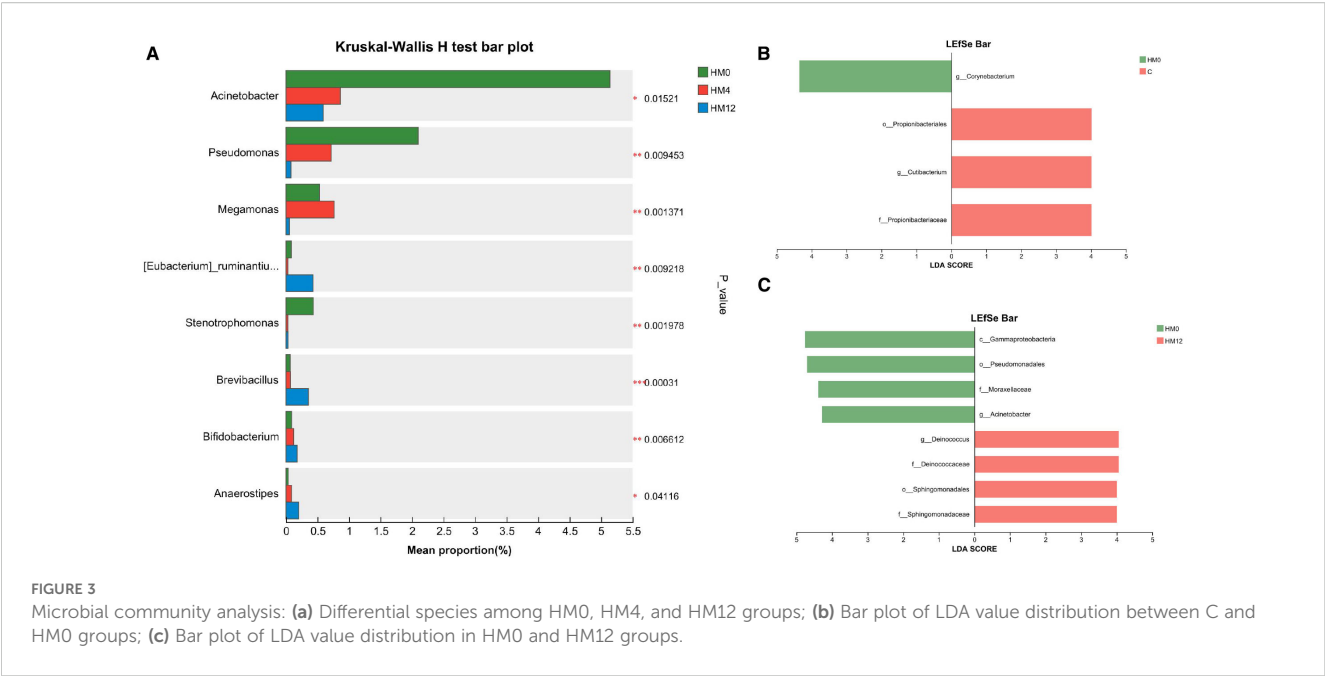 A
Kruskal-Wallis H test bar plot
HM0
HM4
HM12
Acinetobacter
* 0.01521
Pseudomonas
** 0.009453
Megamonas
** 0.001371
[Eubacterium]_ruminantiu...
** 0.009218
Stenotrophomonas
** 0.001978
Brevibacillus
*** 0.00031
Bifidobacterium
** 0.006612
Anaerostipes
* 0.04116
0 0.5 1 1.5 2 2.5 3 3.5 4 4.5 5 5.5
Mean proportion(%)
P_value
B
LEfSe Bar
HM0
C
g__Corynebacterium
o__Propionibacteriales
g__Cutibacterium
f__Propionibacteriaceae
5 4 3 2 1 0 1 2 3 4 5
LDA SCORE
C
LEfSe Bar
HM0
HM12
c__Gammaproteobacteria
o__Pseudomonadales
f__Moraxellaceae
g__Acinetobacter
g__Deinococcus
f__Deinococcaceae
o__Sphingomonadales
f__Sphingomonadaceae
5 4 3 2 1 0 1 2 3 4 5
LDA SCORE
FIGURE 3
Microbial community analysis: (a) Differential species among HM0, HM4, and HM12 groups; (b) Bar plot of LDA value distribution between C and
HM0 groups; (c) Bar plot of LDA value distribution in HM0 and HM12 groups.